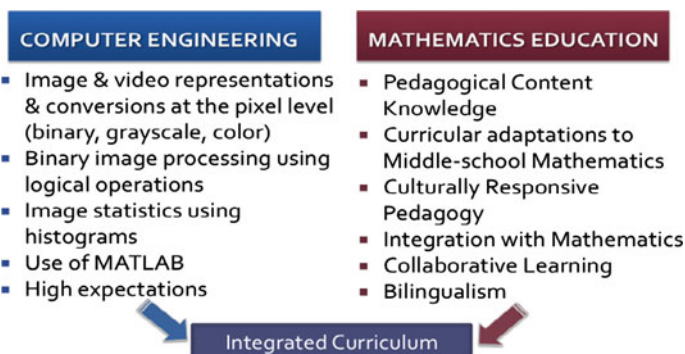 COMPUTER ENGINEERING
▪ Image & video representations
& conversions at the pixel level
(binary, grayscale, color)
▪ Binary image processing using
logical operations
▪ Image statistics using
histograms
▪ Use of MATLAB
▪ High expectations
MATHEMATICS EDUCATION
▪ Pedagogical Content
Knowledge
▪ Curricular adaptations to
Middle-school Mathematics
▪ Culturally Responsive
Pedagogy
▪ Integration with Mathematics
▪ Collaborative Learning
▪ Bilingualism
Integrated Curriculum